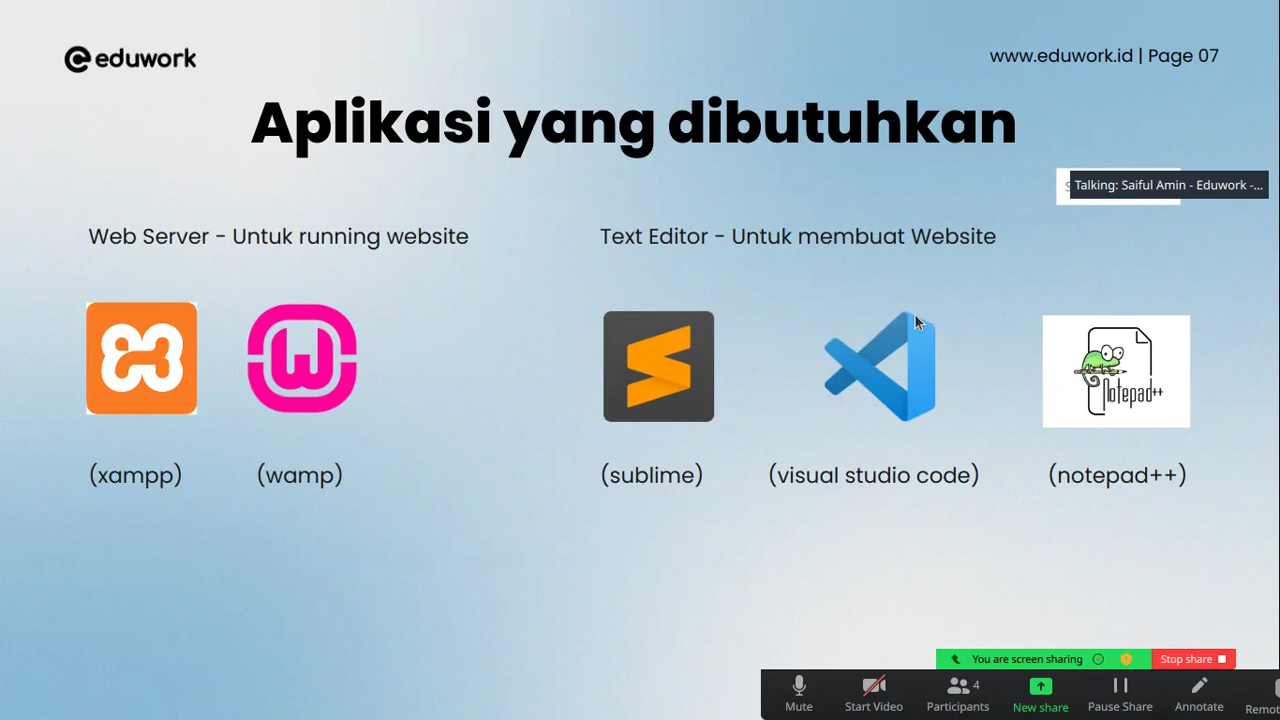 eduwork
www.eduwork.id | Page 07
Aplikasi yang dibutuhkan
Talking: Saiful Amin - Eduwork -...
Web Server - Untuk running website
Text Editor - Untuk membuat Website
Notepad++
(xampp)
(wamp)
(sublime)
(visual studio code)
(notepad++)
You are screen sharing
Stop share
4
Mute
Start Video
Participants
New share
Pause Share
Annotate